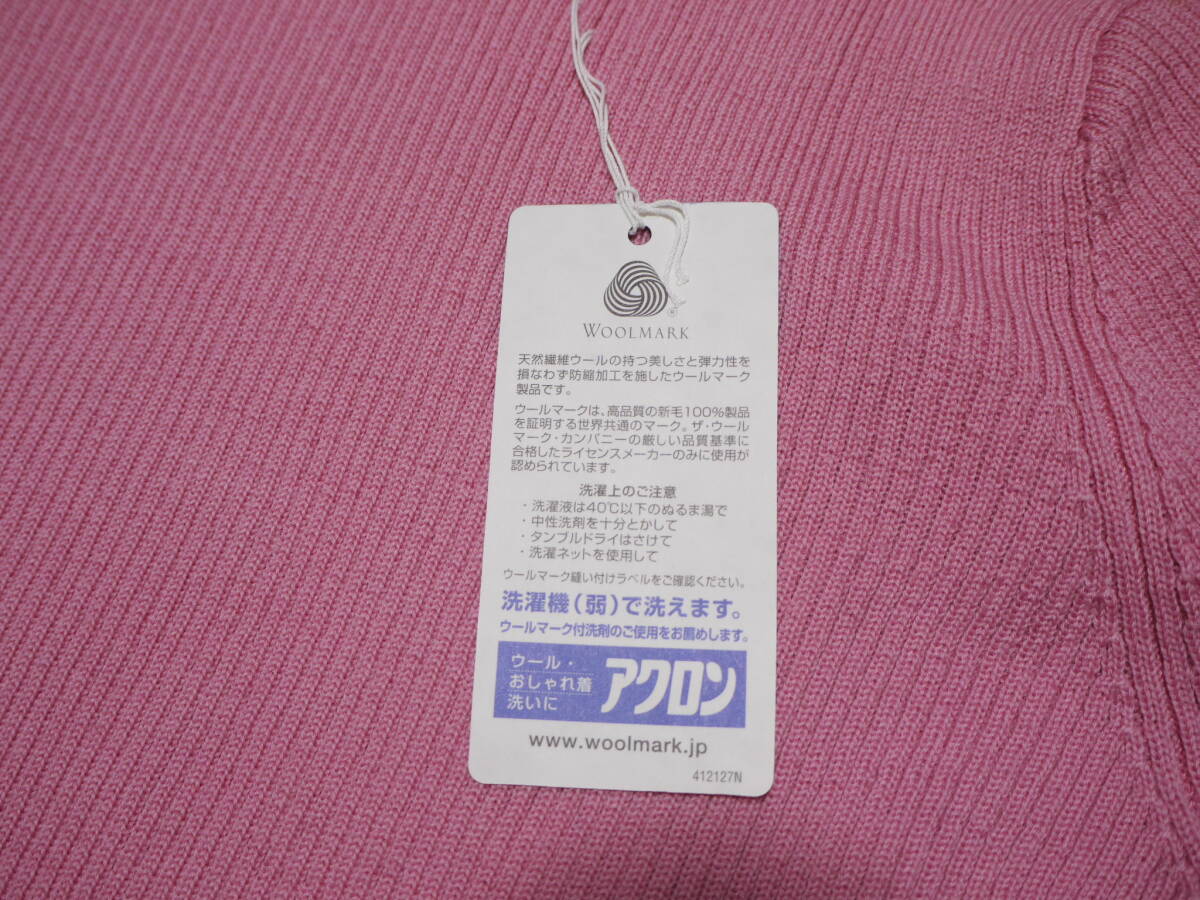 WOOLMARK
天然繊維ウールの持つ美しさと弾力性を
損なわず防縮加工を施したウールマーク
製品です。
ウールマークは、高品質の新毛100%製品
を証明する世界共通のマーク。ザ・ウール
マーク・カンパニーの厳しい品質基準に
合格したライセンスメーカーのみに使用が
認められています。
洗濯上のご注意
・洗濯液は40℃以下のぬるま湯で
・中性洗剤を十分とかして
・タンブルドライはさけて
・洗濯ネットを使用して
ウールマーク縫い付けラベルをご確認ください。
洗濯機(弱)で洗えます。
ウールマーク付洗剤のご使用をお薦めします。
ウール・
おしゃれ着
洗いに
アクロン
www.woolmark.jp
412127N